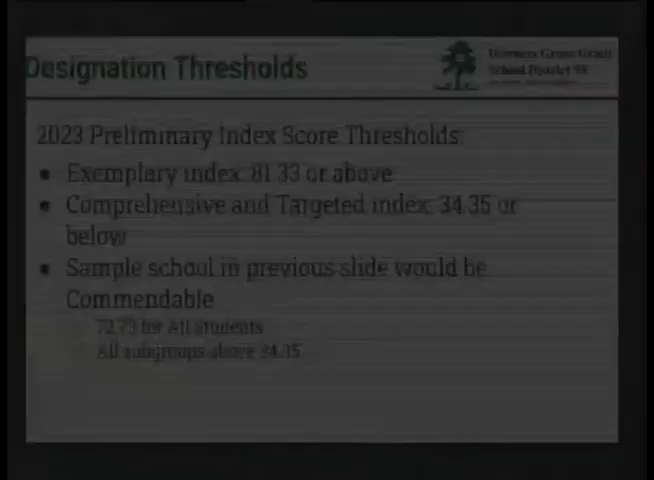 Designation Thresholds
Downers Grove Grade
School District 58
2023 Preliminary Index Score Thresholds:
• Exemplary index: 81.33 or above
• Comprehensive and Targeted index: 34.35 or
below
• Sample school in previous slide would be
Commendable
72.73 for All Students
All subgroups above 34.35